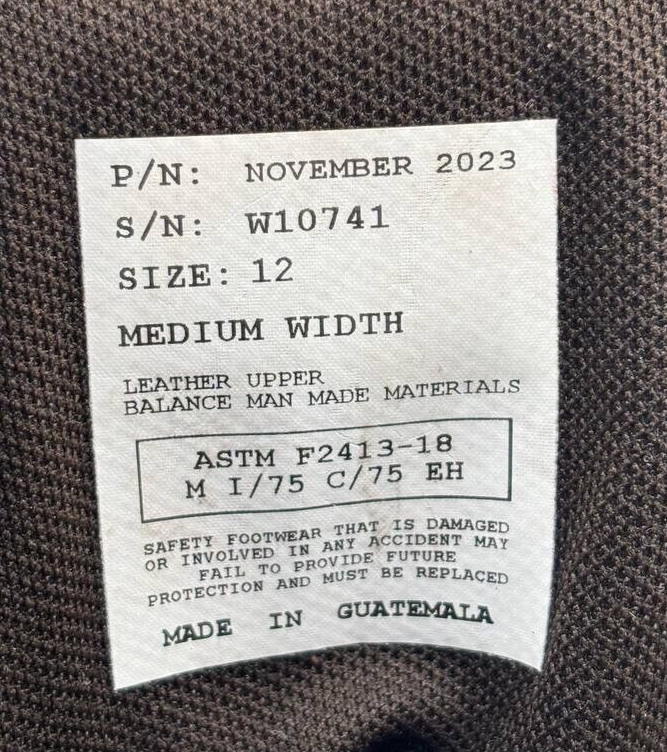 P/N: NOVEMBER 2023
S/N: W10741
SIZE: 12
MEDIUM WIDTH
LEATHER UPPER
BALANCE MAN MADE MATERIALS
ASTM F2413-18
M I/75 C/75 EH
SAFETY FOOTWEAR THAT IS DAMAGED
OR INVOLVED IN ANY ACCIDENT MAY
FAIL TO PROVIDE FUTURE
PROTECTION AND MUST BE REPLACED
MADE IN GUATEMALA